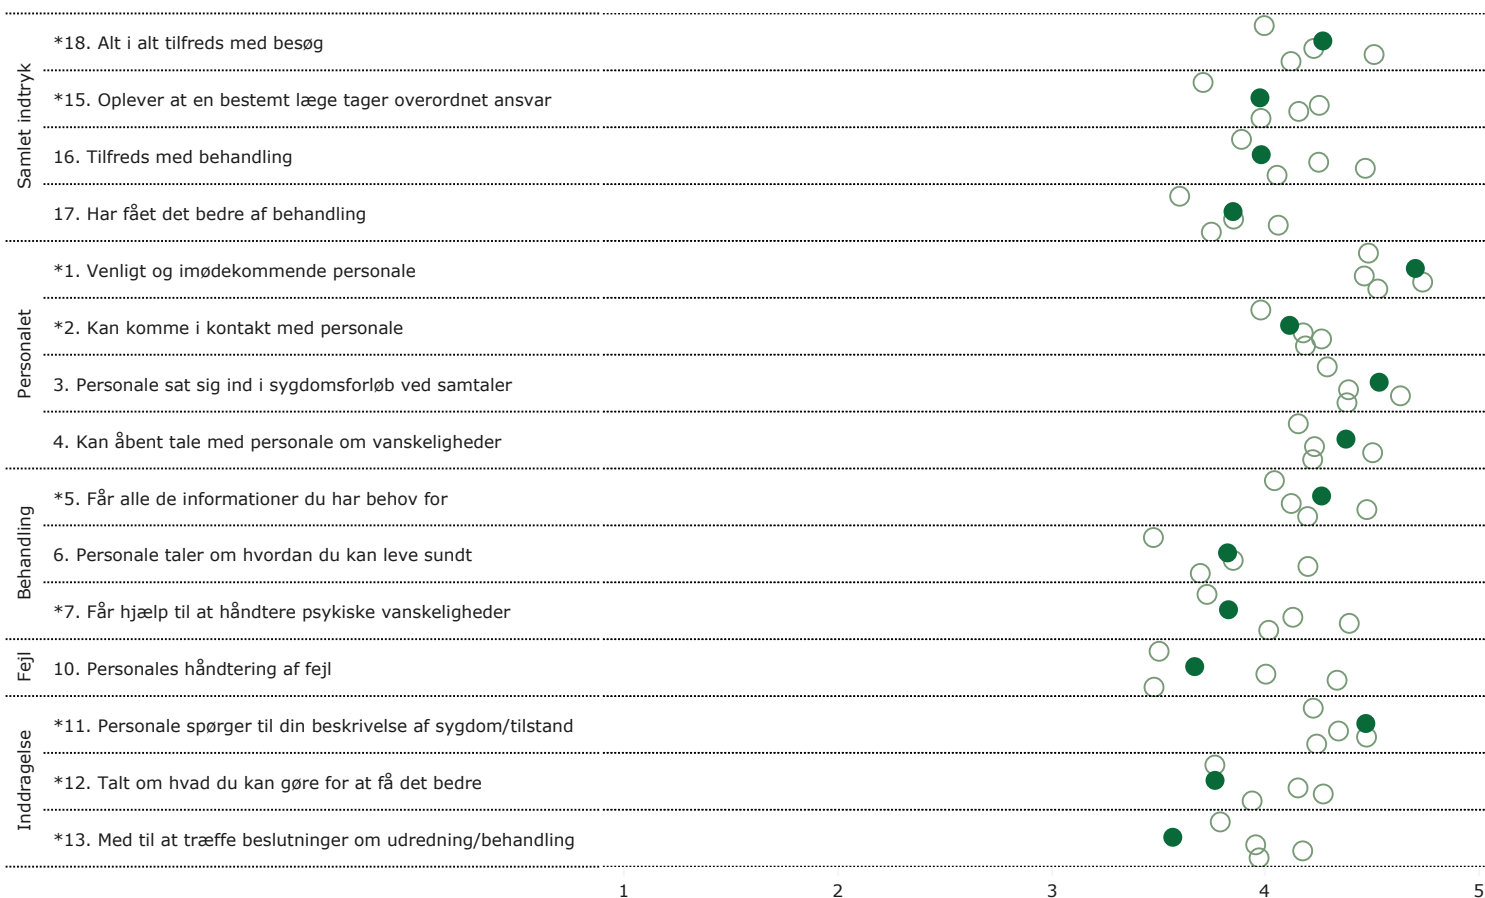 Samlet indtryk
*18. Alt i alt tilfreds med besøg
*15. Oplever at en bestemt læge tager overordnet ansvar
16. Tilfreds med behandling
17. Har fået det bedre af behandling
Personalet
*1. Venligt og imødekommende personale
*2. Kan komme i kontakt med personale
3. Personale sat sig ind i sygdomsforløb ved samtaler
4. Kan åbent tale med personale om vanskeligheder
Behandling
*5. Får alle de informationer du har behov for
6. Personale taler om hvordan du kan leve sundt
*7. Får hjælp til at håndtere psykiske vanskeligheder
Fejl
10. Personales håndtering af fejl
Inddragelse
*11. Personale spørger til din beskrivelse af sygdom/tilstand
*12. Talt om hvad du kan gøre for at få det bedre
*13. Med til at træffe beslutninger om udredning/behandling
1 2 3 4 5